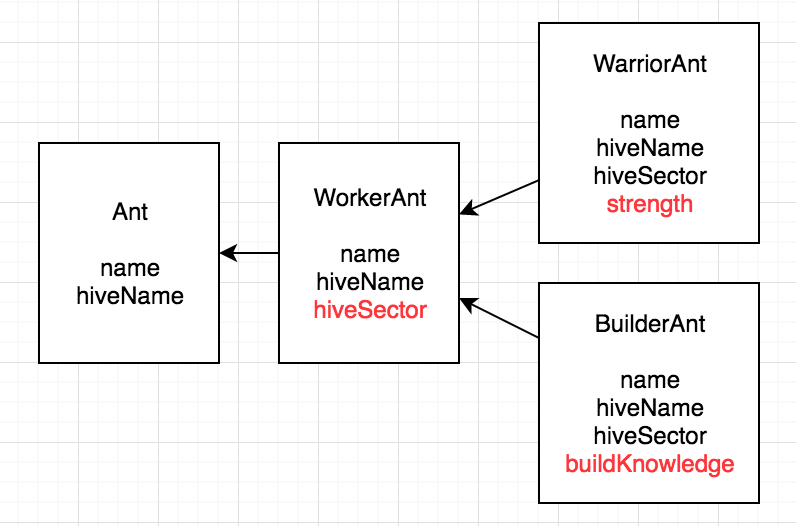 Ant
name
hiveName
WorkerAnt
name
hiveName
hiveSector
WarriorAnt
name
hiveName
hiveSector
strength
BuilderAnt
name
hiveName
hiveSector
buildKnowledge